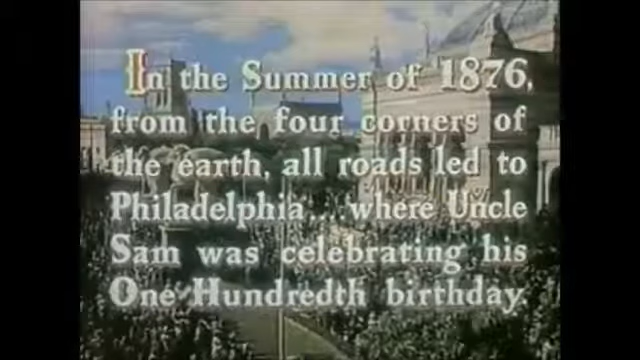 In the Summer of 1876,
from the four corners of
the earth, all roads led to
Philadelphia....where Uncle
Sam was celebrating his
One Hundredth birthday.